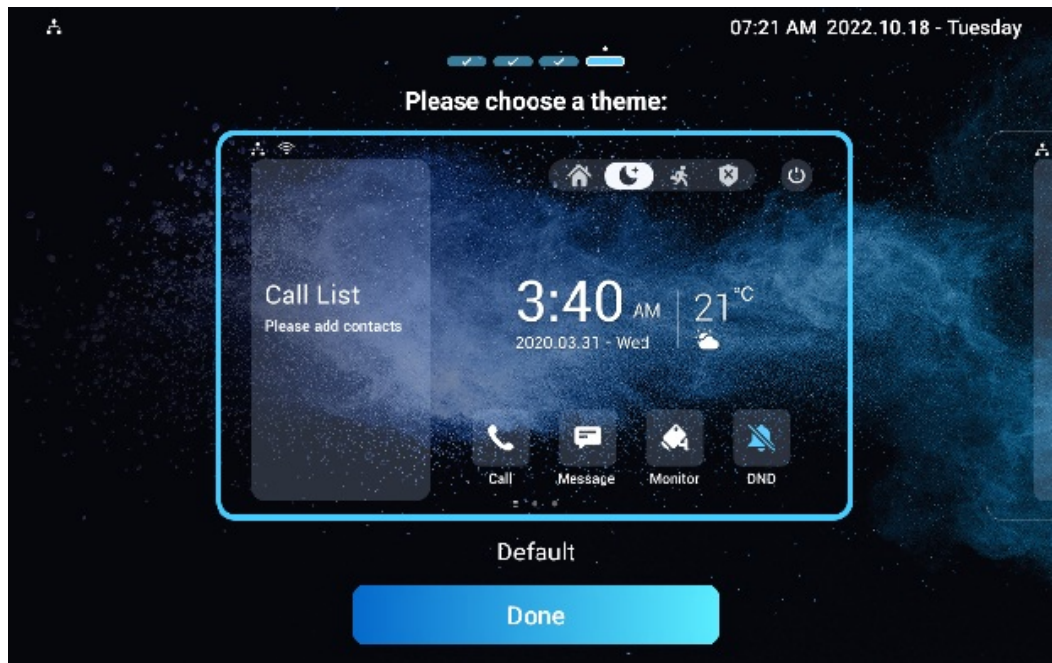 07:21 AM 2022.10.18 - Tuesday
Please choose a theme:
Call List
Please add contacts
3:40 AM
21°C
2020.03.31 - Wed
Call
Message
Monitor
DND
Default
Done